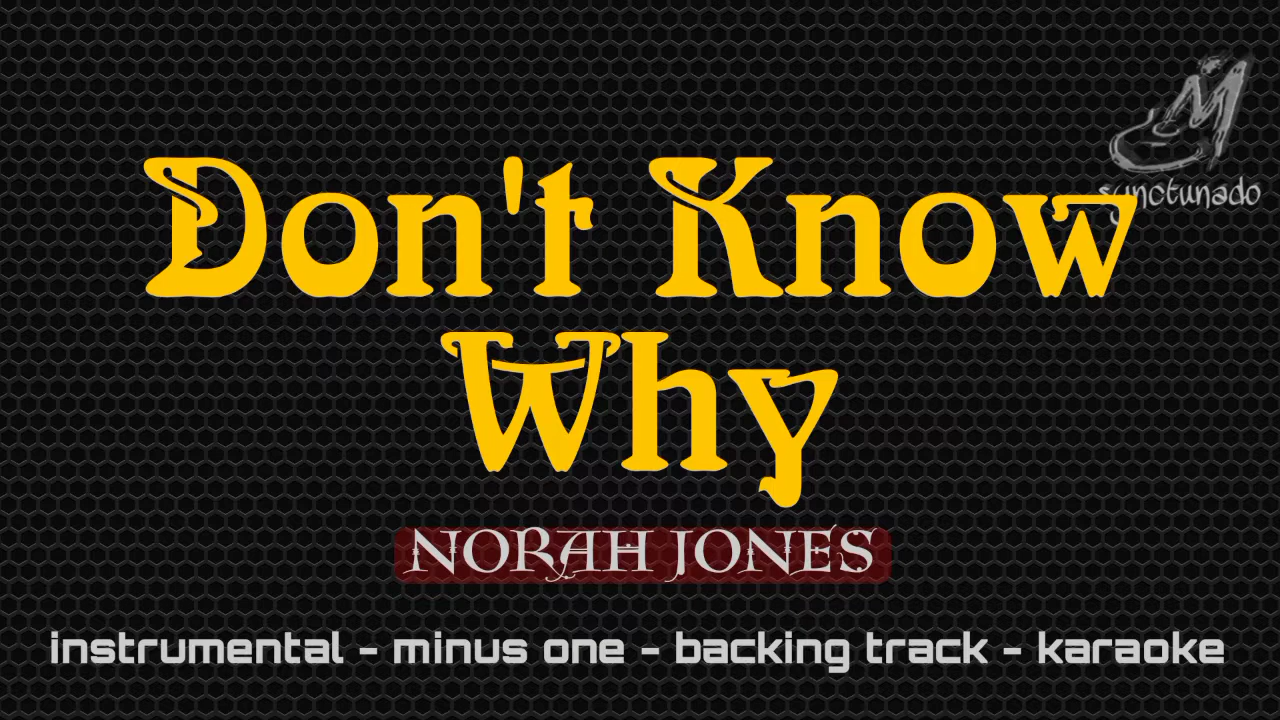 synctunado
Don't Know
Why
NORAH JONES
instrumental - minus one - backing track - karaoke